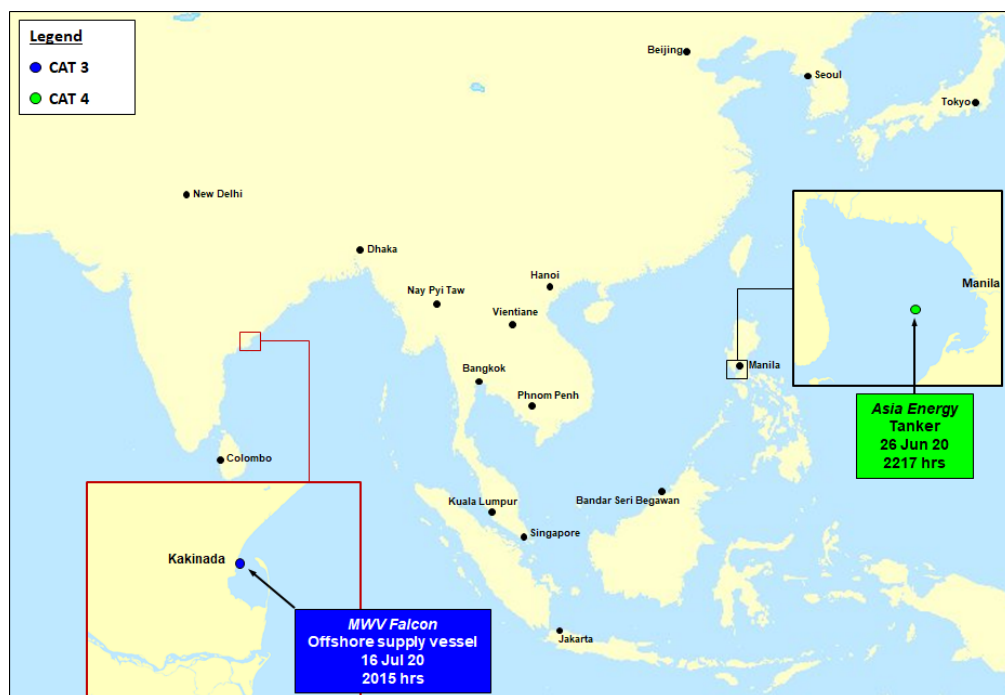 Legend
CAT 3
CAT 4
Beijing
Seoul
Tokyo
New Delhi
Dhaka
Hanoi
Nay Pyi Taw
Vientiane
Manila
Bangkok
Manila
Phnom Penh
Asia Energy
Tanker
26 Jun 20
2217 hrs
Colombo
Kuala Lumpur
Bandar Seri Begawan
Singapore
Kakinada
MWV Falcon
Offshore supply vessel
16 Jul 20
2015 hrs
Jakarta